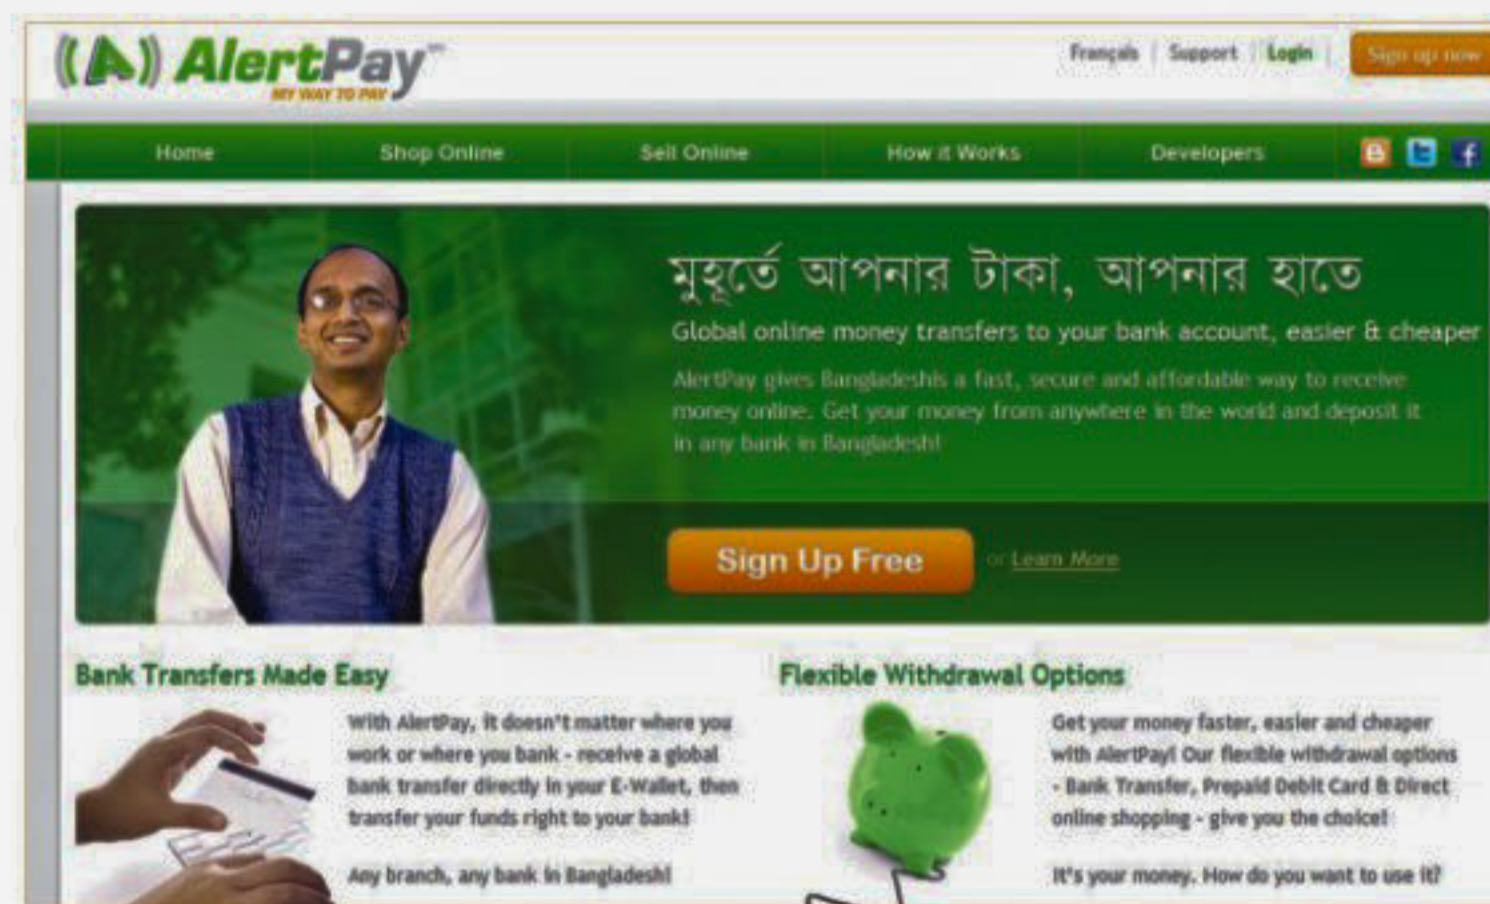 AlertPay
MY WAY TO PAY
Français | Support | Login
Sign up now
Home Shop Online Sell Online How it Works Developers
মুহূর্তে আপনার টাকা, আপনার হাতে
Global online money transfers to your bank account, easier & cheaper
AlertPay gives Bangladeshis a fast, secure and affordable way to receive
money online. Get your money from anywhere in the world and deposit it
in any bank in Bangladesh!
Sign Up Free or Learn More
Bank Transfers Made Easy
With AlertPay, it doesn't matter where you
work or where you bank - receive a global
bank transfer directly in your E-Wallet, then
transfer your funds right to your bank!
Any branch, any bank in Bangladesh!
Flexible Withdrawal Options
Get your money faster, easier and cheaper
with AlertPay! Our flexible withdrawal options
- Bank Transfer, Prepaid Debit Card & Direct
online shopping - give you the choice!
It's your money. How do you want to use it?